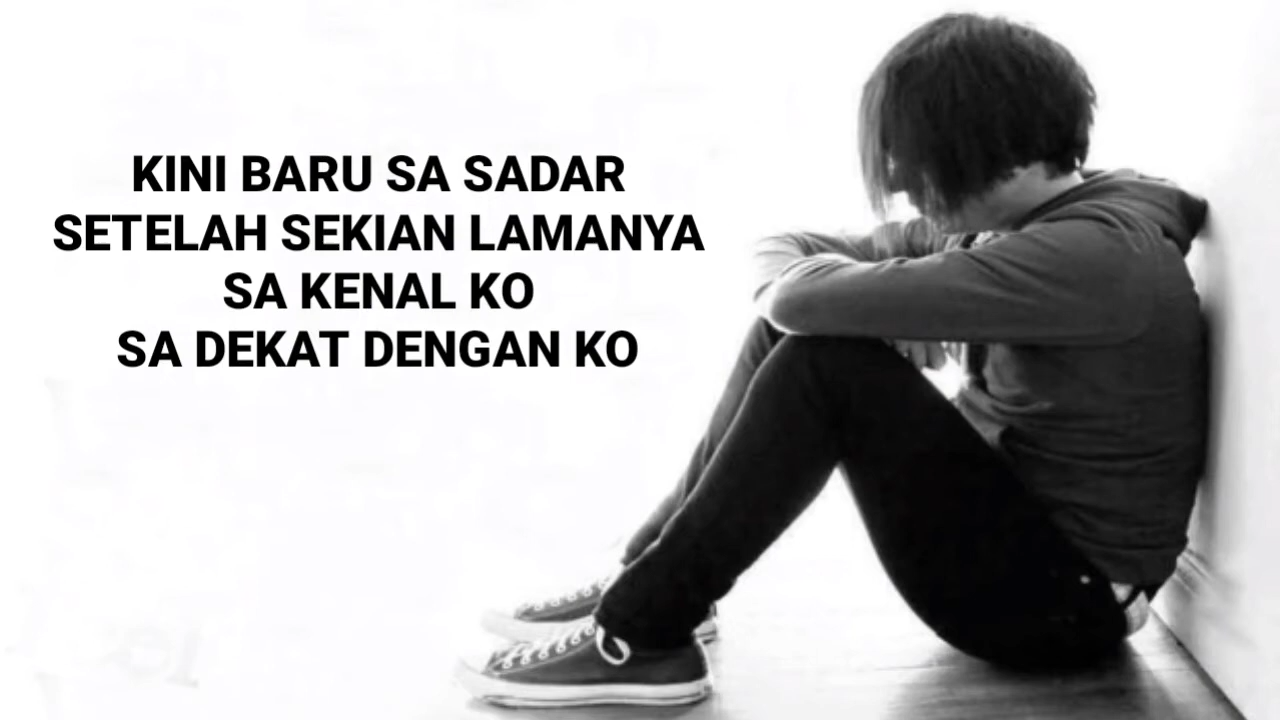 KINI BARU SA SADAR
SETELAH SEKIAN LAMANYA
SA KENAL KO
SA DEKAT DENGAN KO